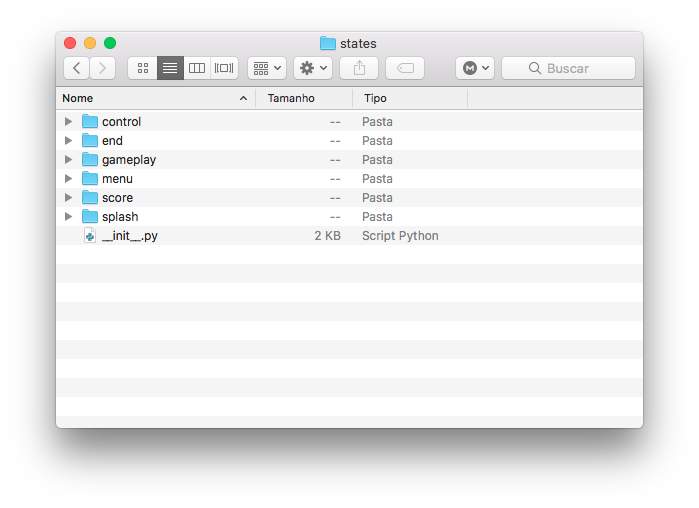 states
Buscar
Nome Tamanho Tipo
control -- Pasta
end -- Pasta
gameplay -- Pasta
menu -- Pasta
score -- Pasta
splash -- Pasta
__init__.py 2 KB Script Python